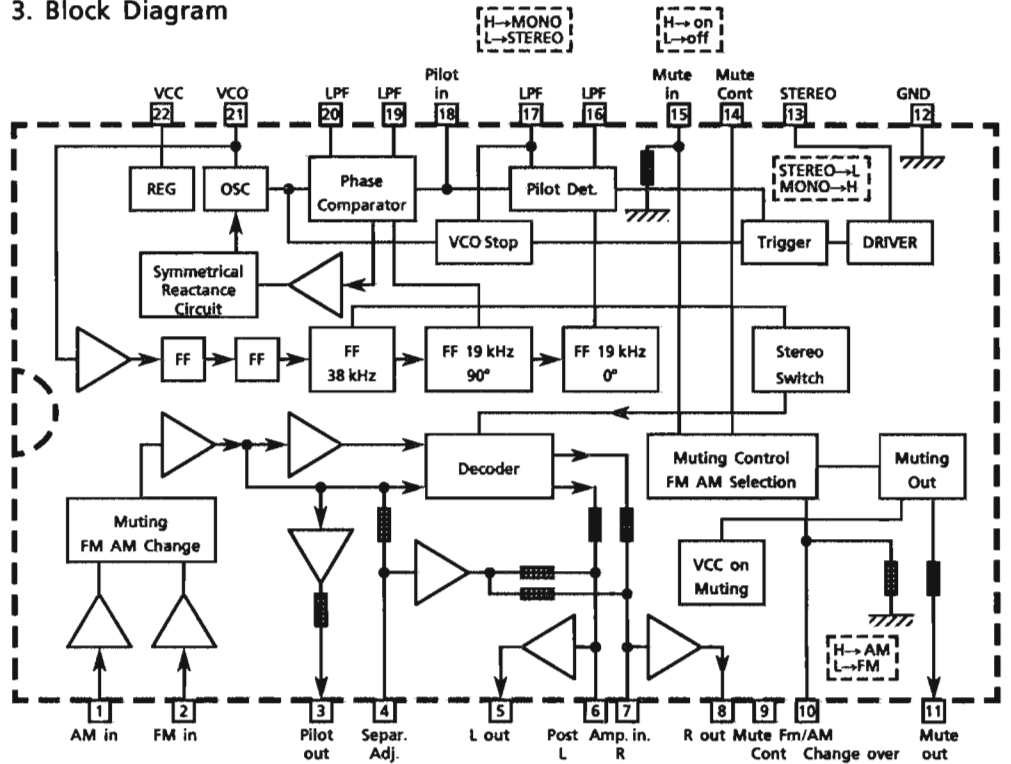 3. Block Diagram
H→MONO
L→STEREO
H→on
L→off
VCC
VCO
LPF
LPF
Pilot
in
LPF
LPF
Mute
in
Mute
Cont
STEREO
GND
22
21
20
19
18
17
16
15
14
13
12
REG
OSC
Phase
Comparator
Pilot Det.
STEREO→L
MONO→H
VCO Stop
Trigger
DRIVER
Symmetrical
Reactance
Circuit
FF
FF
FF
38 kHz
FF 19 kHz
90°
FF 19 kHz
0°
Stereo
Switch
Decoder
Muting Control
FM AM Selection
Muting
Out
Muting
FM AM Change
VCC on
Muting
H→AM
L→FM
1
2
3
4
5
6
7
8
9
10
11
AM in
FM in
Pilot
out
Separ.
Adj.
L out
Post Amp. in.
L R
R out
Mute
Cont
Fm/AM
Change over
Mute
out